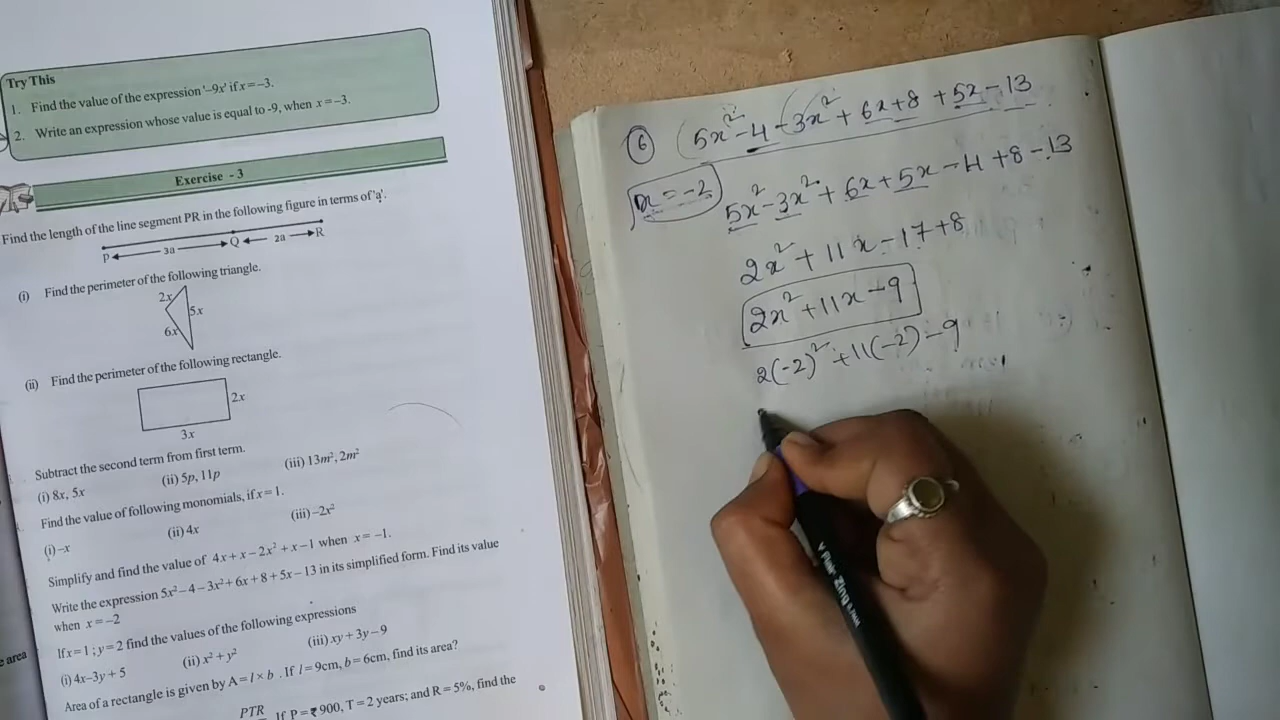 Try This
1. Find the value of the expression '–9x' if x = –3.
2. Write an expression whose value is equal to -9, when x = –3.
Exercise - 3
Find the length of the line segment PR in the following figure in terms of 'a'.
P 3a Q 2a R
(i) Find the perimeter of the following triangle.
2x
5x
6x
(ii) Find the perimeter of the following rectangle.
2x
3x
Subtract the second term from first term.
(i) 8x, 5x (ii) 5p, 11p (iii) 13m², 2m²
Find the value of following monomials, if x = 1.
(i) –x (ii) 4x (iii) –2x²
Simplify and find the value of 4x + x – 2x² + x – 1 when x = –1.
Write the expression 5x² – 4 – 3x² + 6x + 8 + 5x – 13 in its simplified form. Find its value
when x = –2
If x = 1 ; y = 2 find the values of the following expressions
(i) 4x–3y + 5 (ii) x² + y² (iii) xy + 3y – 9
e area
Area of a rectangle is given by A = l × b . If l = 9cm, b = 6cm, find its area?
PTR
If P = ₹ 900, T = 2 years; and R = 5%, find the
6 (5x² - 4 - (3x² + 6x + 8 + 5x - 13
x = -2
5x² - 3x² + 6x + 5x - 4 + 8 - 13
2x² + 11x - 17 + 8
2x² + 11x - 9
2(-2)² + 11(-2) - 9
V Flair Zing